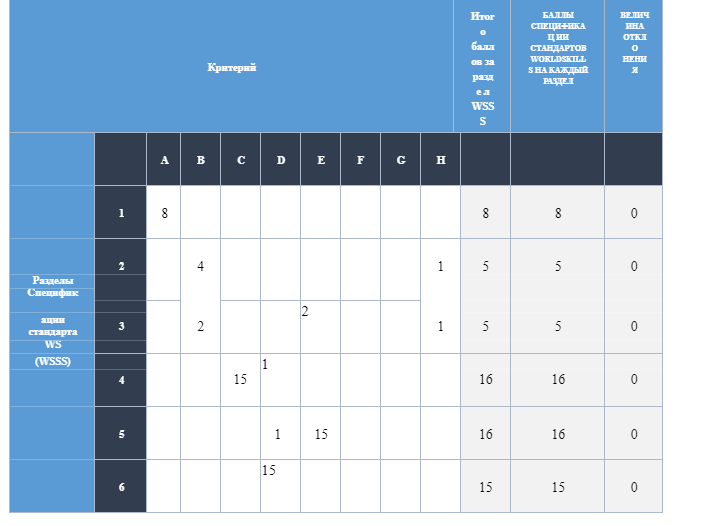 Критерий
Итог
о
балл
ов за
разд
е л
WSS
S
БАЛЛЫ
СПЕЦИФИКА
Ц ИИ
СТАНДАРТОВ
WORLDSKILL
S НА КАЖДЫЙ
РАЗДЕЛ
ВЕЛИЧ
ИНА
ОТКЛ
О
НЕНИ
Я
A B C D E F G H
Разделы
Специфик
ации
стандарта
WS
(WSSS)
1 8 8 8 0
2 4 1 5 5 0
3 2 2 1 5 5 0
4 15 1 16 16 0
5 1 15 16 16 0
6 15 15 15 0